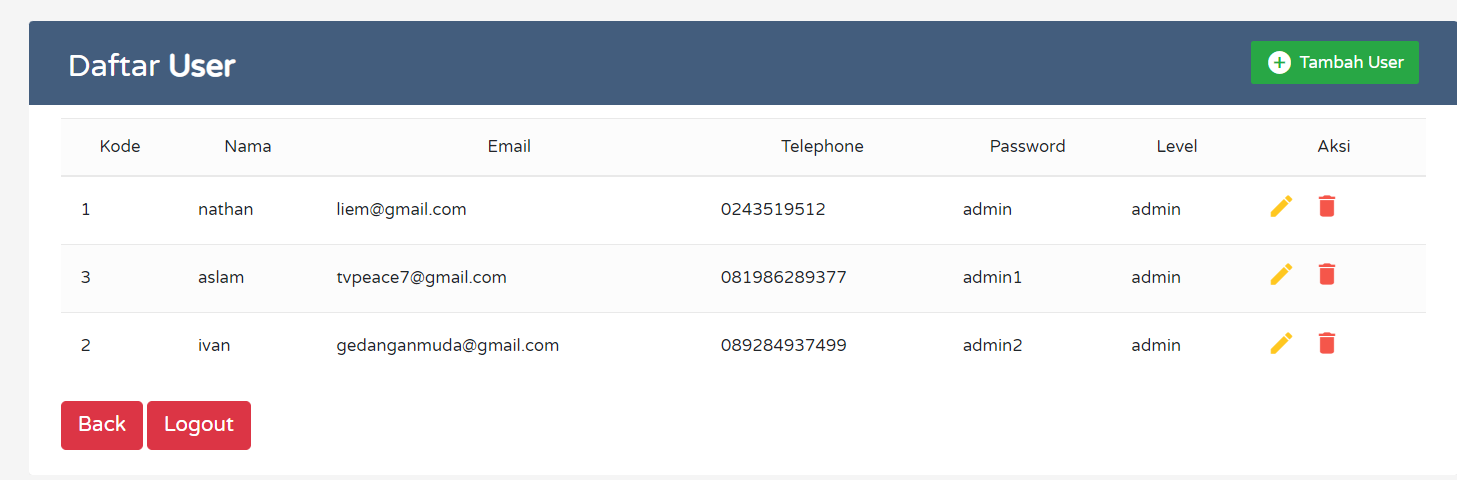 Daftar User
Tambah User
Kode Nama Email Telephone Password Level Aksi
1 nathan liem@gmail.com 0243519512 admin admin
3 aslam tvpeace7@gmail.com 081986289377 admin1 admin
2 ivan gedanganmuda@gmail.com 089284937499 admin2 admin
Back Logout